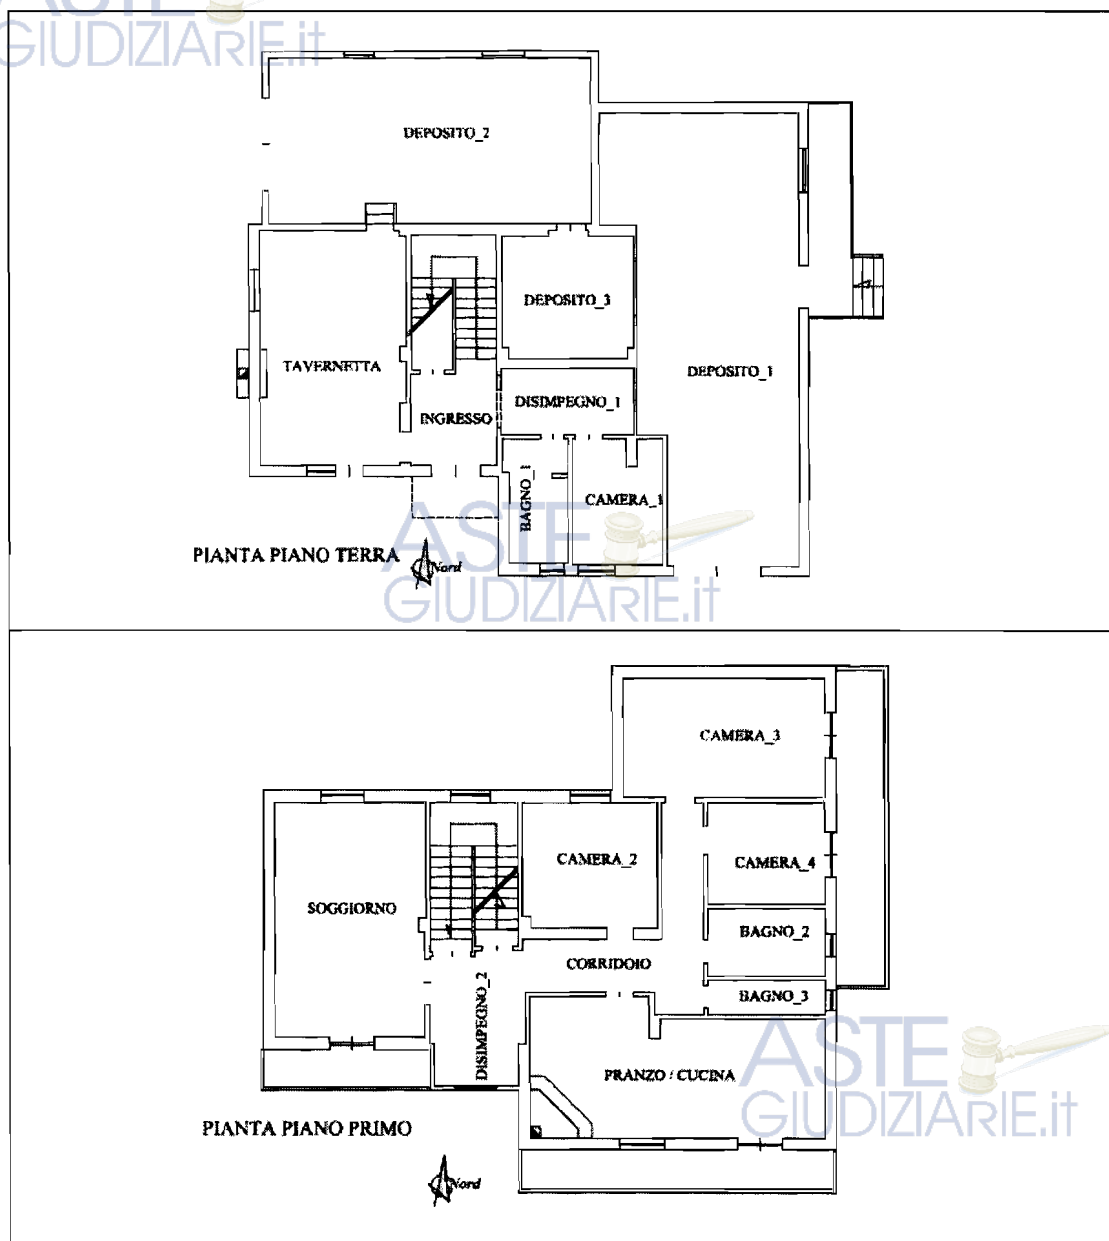 ASTE
GIUDIZIARIE.it
DEPOSITO_2
DEPOSITO_3
TAVERNETTA
DEPOSITO_1
DISIMPEGNO_1
INGRESSO
BAGNO_1
CAMERA_1
ASTE
GIUDIZIARIE.it
PIANTA PIANO TERRA
Nord
CAMERA_3
CAMERA_2
CAMERA_4
SOGGIORNO
BAGNO_2
CORRIDOIO
BAGNO_3
DISIMPEGNO_2
PRANZO / CUCINA
ASTE
GIUDIZIARIE.it
PIANTA PIANO PRIMO
Nord